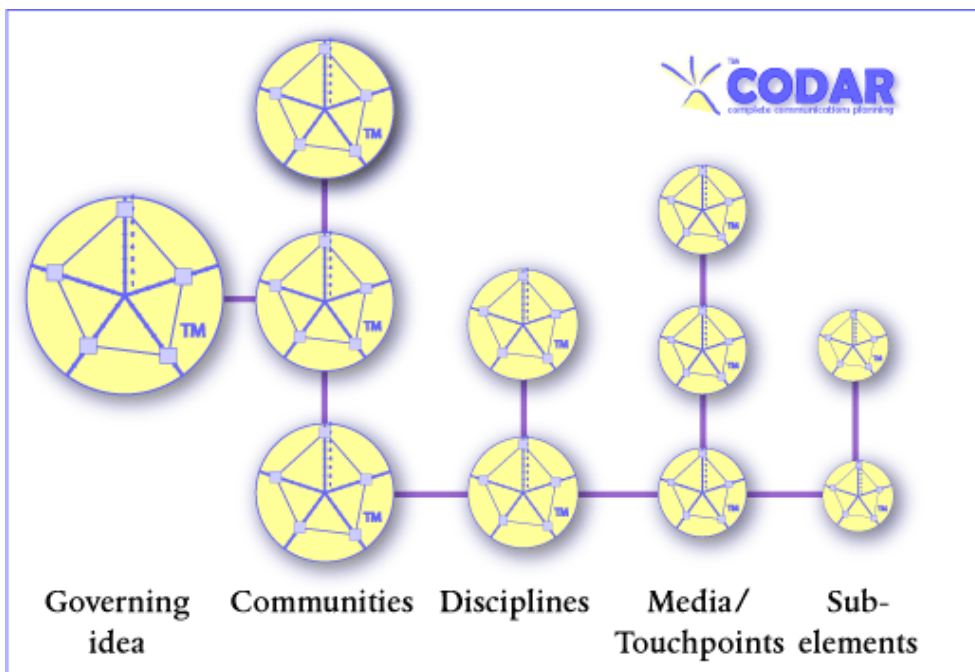 TM
CODAR
complete communications planning
TM
TM
TM
TM
TM
TM
TM
TM
TM
TM
TM
Governing idea
Communities
Disciplines
Media/
Touchpoints
Sub-
elements